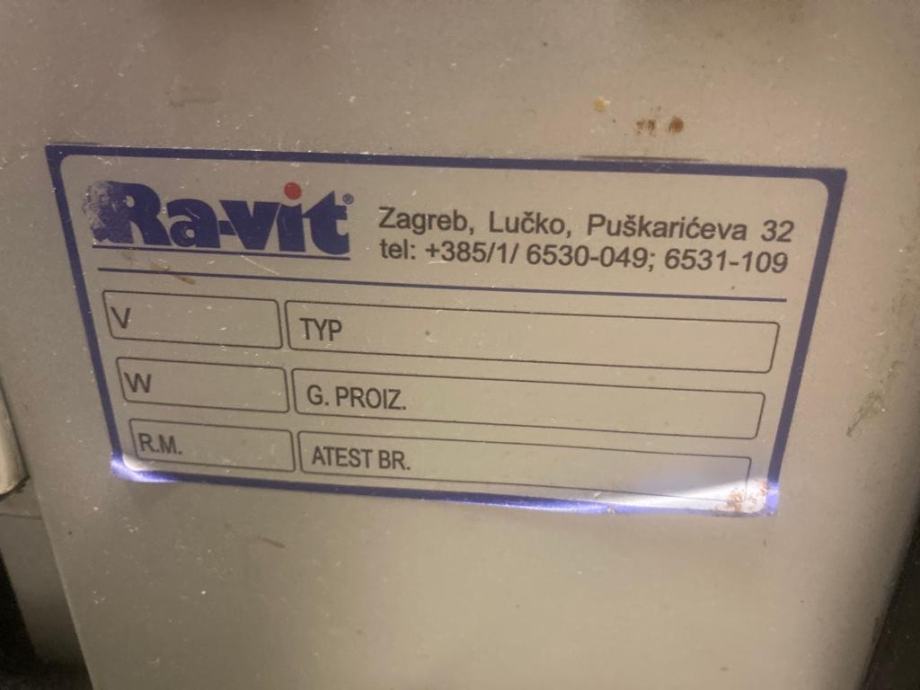 Ra-vit®
Zagreb, Lučko, Puškarićeva 32
tel: +385/1/ 6530-049; 6531-109
V TYP
W G. PROIZ.
R.M. ATEST BR.